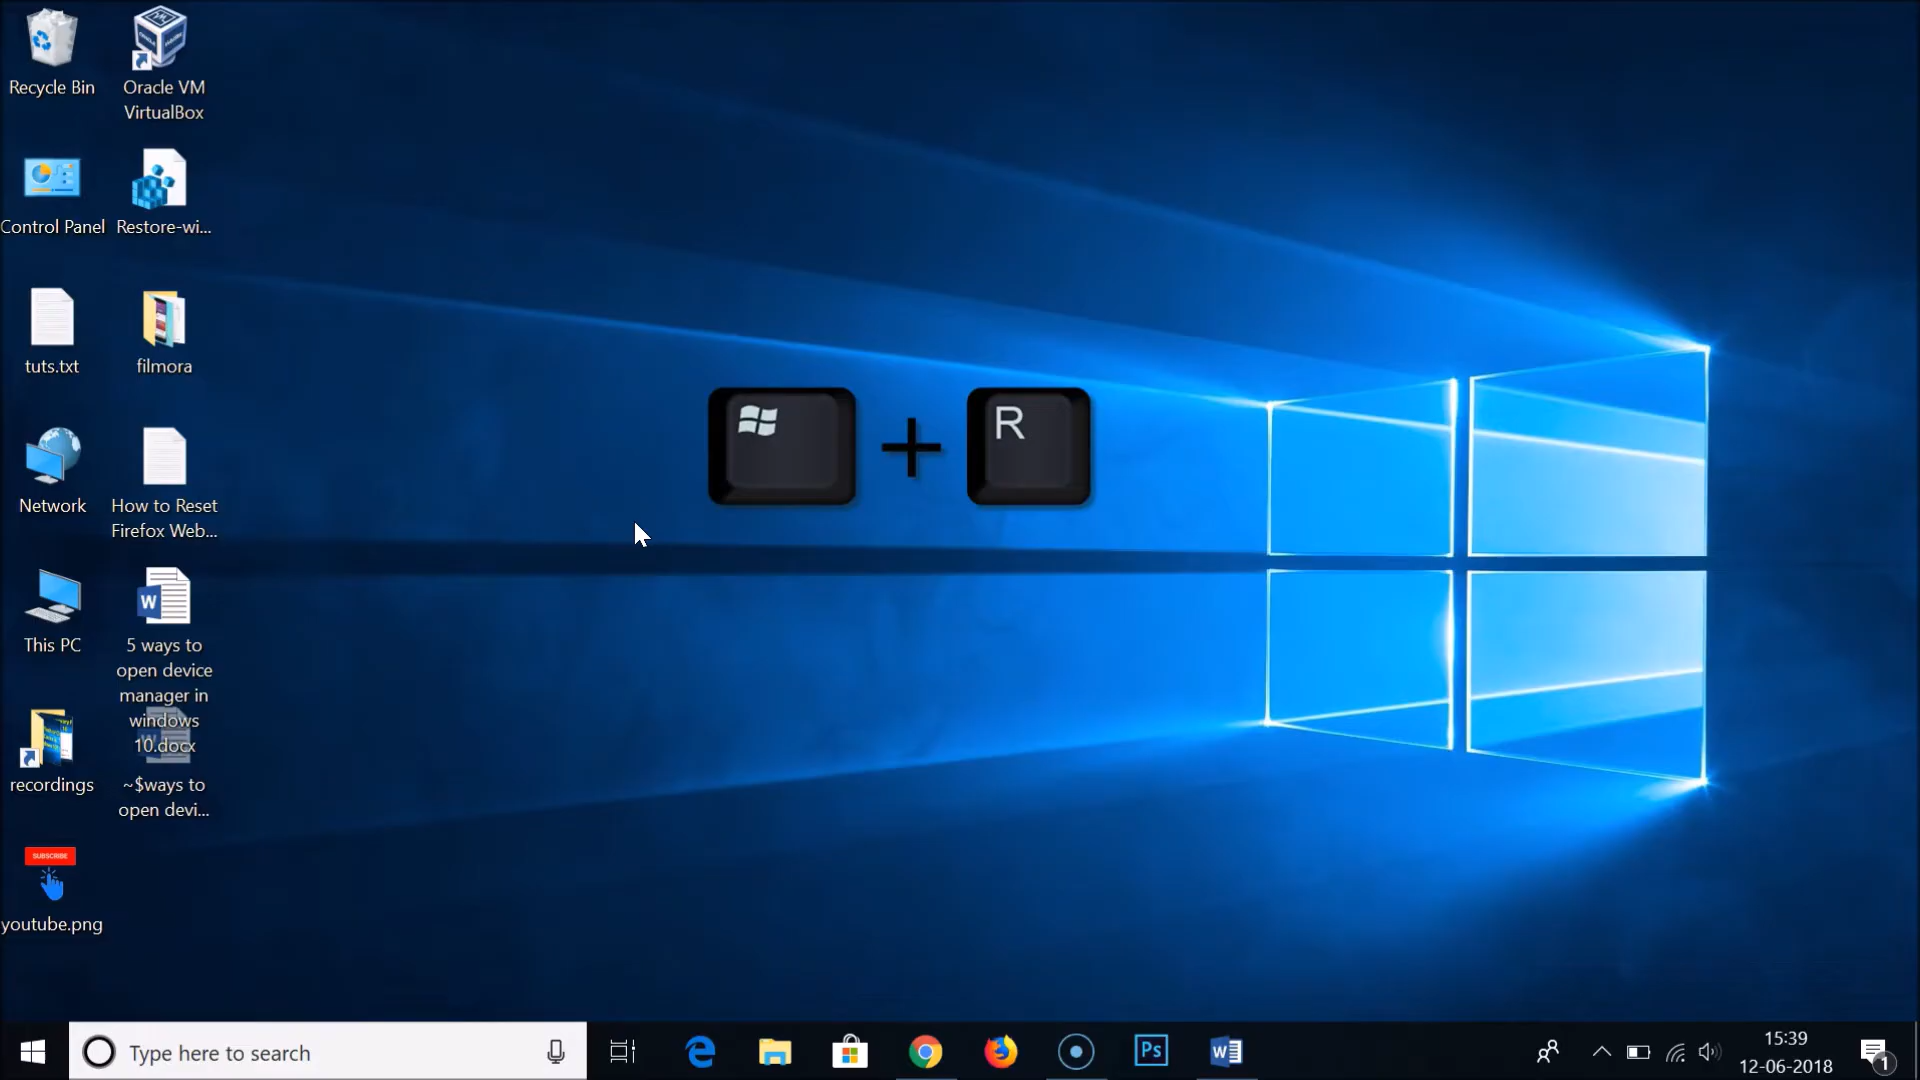 Recycle Bin
Oracle VM
VirtualBox
Control Panel
Restore-wi...
tuts.txt
filmora
Network
How to Reset
Firefox Web...
This PC
5 ways to
open device
manager in
windows
10.docx
recordings
~$ways to
open devi...
SUBSCRIBE
youtube.png
R
W
Type here to search
Ps
W
15:39
12-06-2018
1